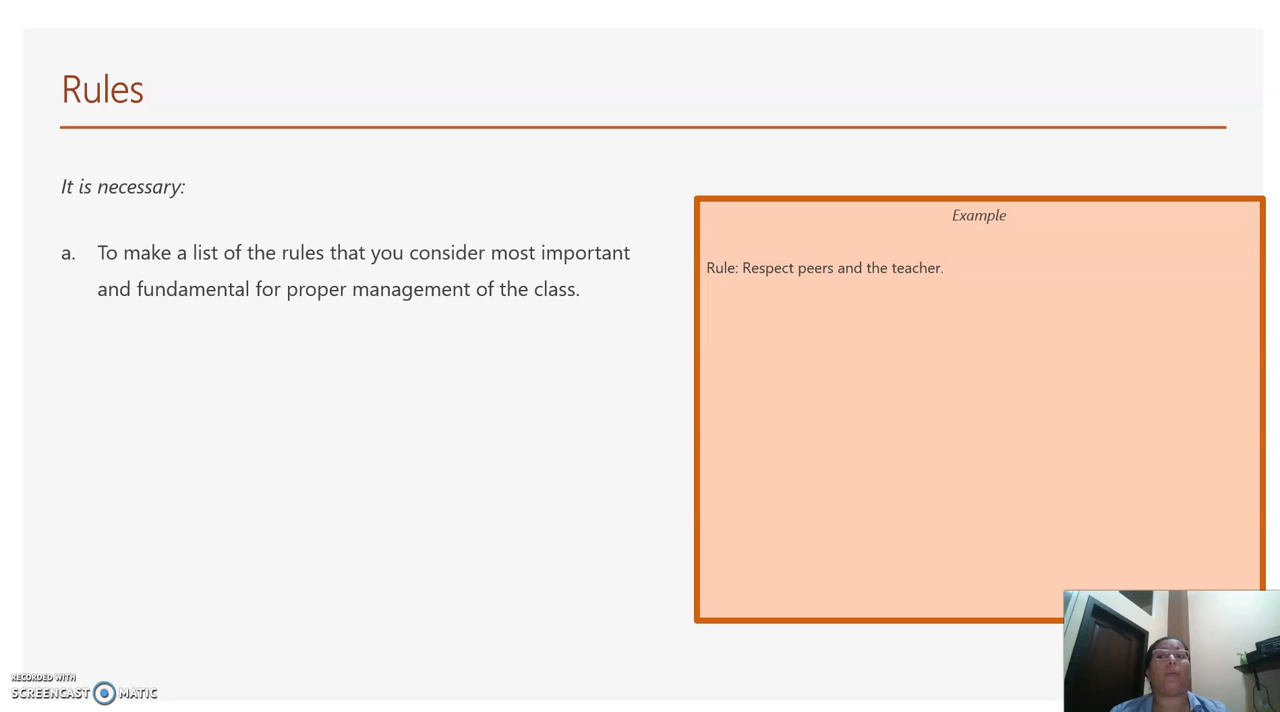 Rules
It is necessary:
a. To make a list of the rules that you consider most important
and fundamental for proper management of the class.
Example
Rule: Respect peers and the teacher.
RECORDED WITH
SCREENCAST MATIC